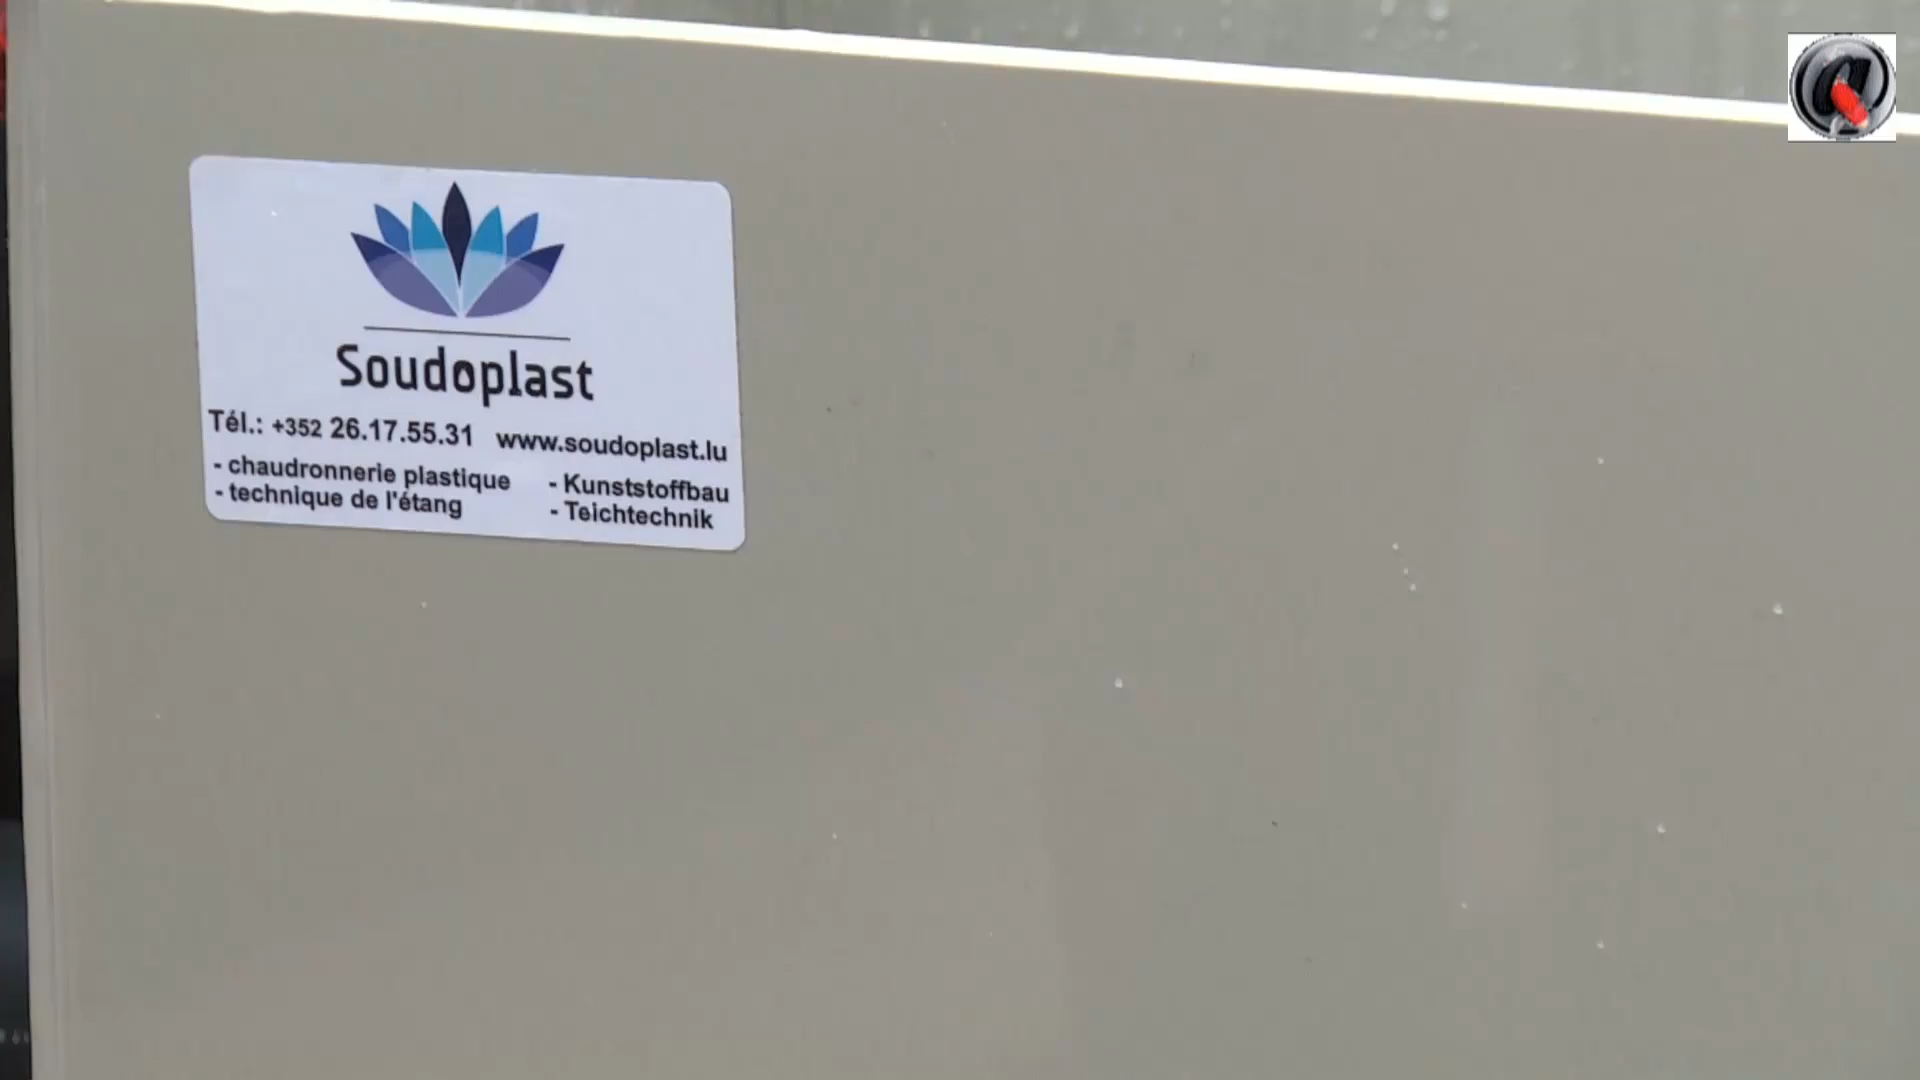 Soudoplast
Tél.: +352 26.17.55.31 www.soudoplast.lu
- chaudronnerie plastique - Kunststoffbau
- technique de l'étang - Teichtechnik